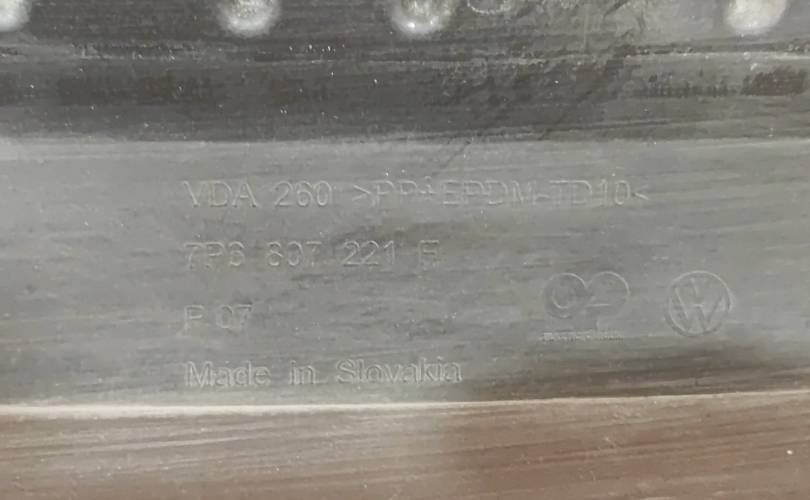 VDA 260 >PP+EPDM-TD10<
7P6 807 221 E
P 07
Made in Slovakia